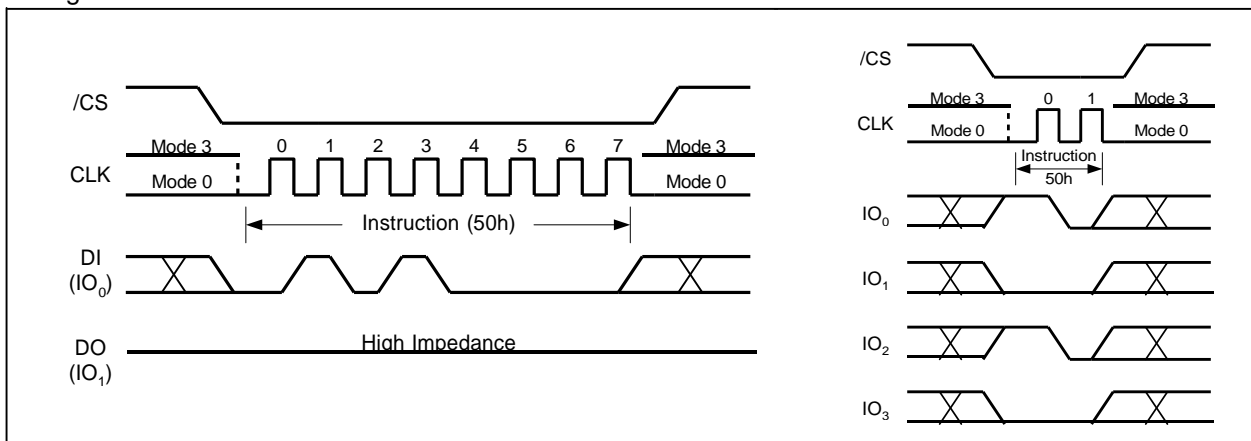 /CS
Mode 3 0 1 2 3 4 5 6 7 Mode 3
CLK
Mode 0 Mode 0
Instruction (50h)
DI
(IO0)
High Impedance
DO
(IO1)
/CS
Mode 3 0 1 Mode 3
CLK
Mode 0 Mode 0
Instruction
50h
IO0
IO1
IO2
IO3